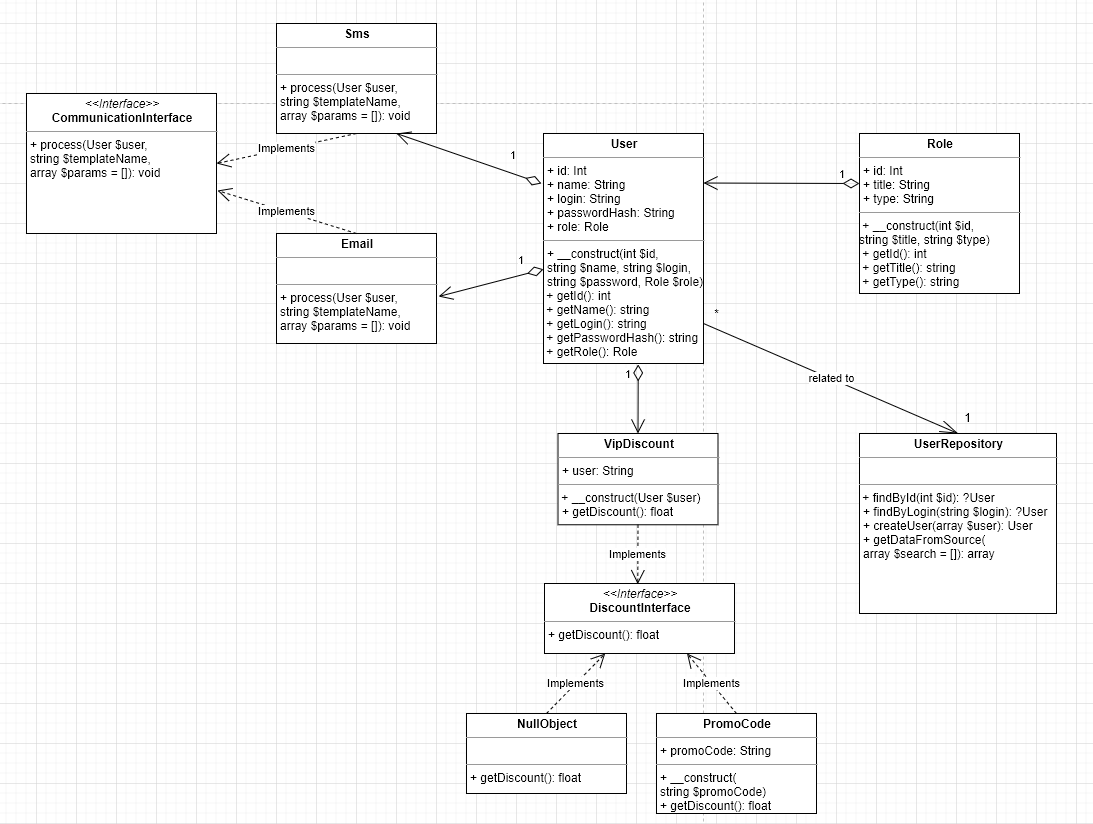 Sms
+ process(User $user,
string $templateName,
array $params = []): void
<<Interface>>
CommunicationInterface
+ process(User $user,
string $templateName,
array $params = []): void
Implements
Implements
Email
+ process(User $user,
string $templateName,
array $params = []): void
1
1
User
+ id: Int
+ name: String
+ login: String
+ passwordHash: String
+ role: Role
+ __construct(int $id,
string $name, string $login,
string $password, Role $role)
+ getId(): int
+ getName(): string
+ getLogin(): string
+ getPasswordHash(): string
+ getRole(): Role
1
Role
+ id: Int
+ title: String
+ type: String
+ __construct(int $id,
string $title, string $type)
+ getId(): int
+ getTitle(): string
+ getType(): string
*
related to
1
1
VipDiscount
+ user: String
+ __construct(User $user)
+ getDiscount(): float
UserRepository
+ findById(int $id): ?User
+ findByLogin(string $login): ?User
+ createUser(array $user): User
+ getDataFromSource(
array $search = []): array
Implements
<<Interface>>
DiscountInterface
+ getDiscount(): float
Implements
Implements
NullObject
+ getDiscount(): float
PromoCode
+ promoCode: String
+ __construct(
string $promoCode)
+ getDiscount(): float